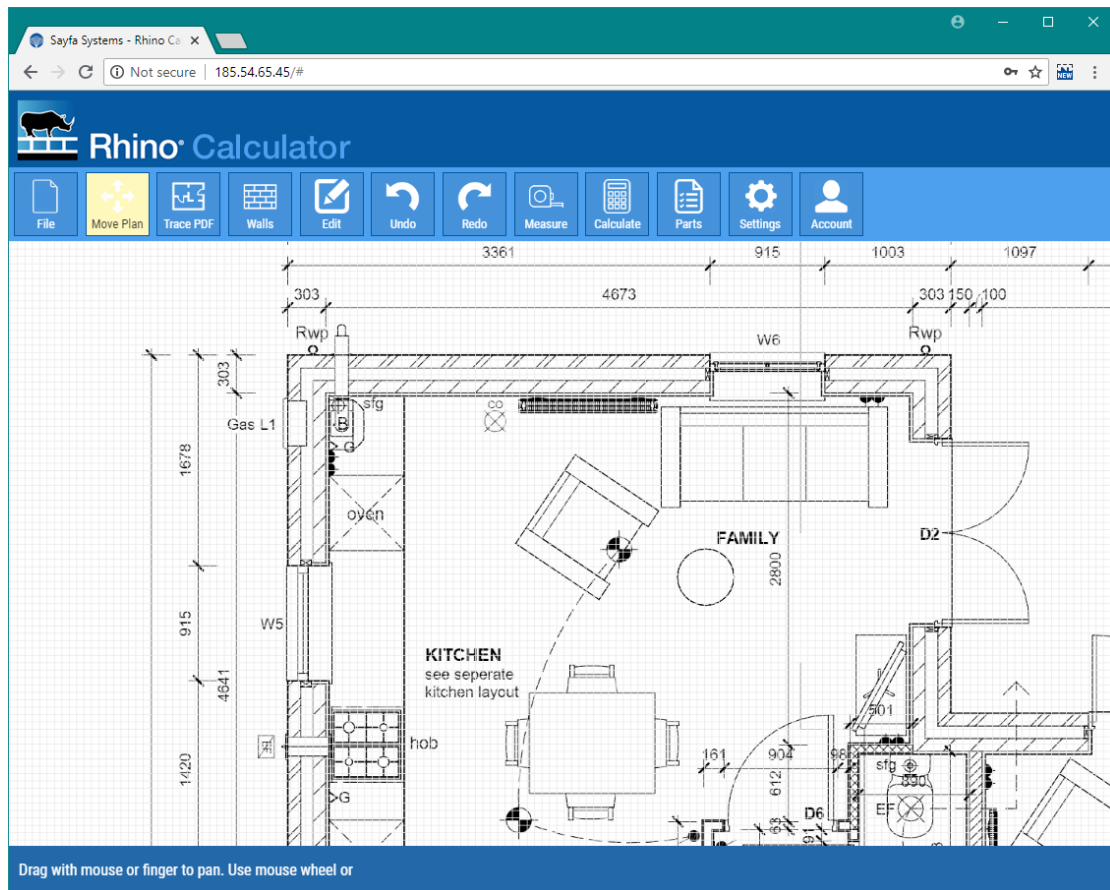 Sayfa Systems - Rhino Ca
Not secure | 185.54.65.45/#
NEW
Rhino® Calculator
File
Move Plan
Trace PDF
Walls
Edit
Undo
Redo
Measure
Calculate
Parts
Settings
Account
3361 915 1003 1097
303 4673 303 150 100
Rwp W6 Rwp
303
sfg co
Gas L1 B
G
1678
oven
FAMILY D2
2800
915 W5
KITCHEN
see seperate
kitchen layout
4641
501
hob
161 904 98
sfg
1420 612 890
G EF
D6
63 91
Drag with mouse or finger to pan. Use mouse wheel or